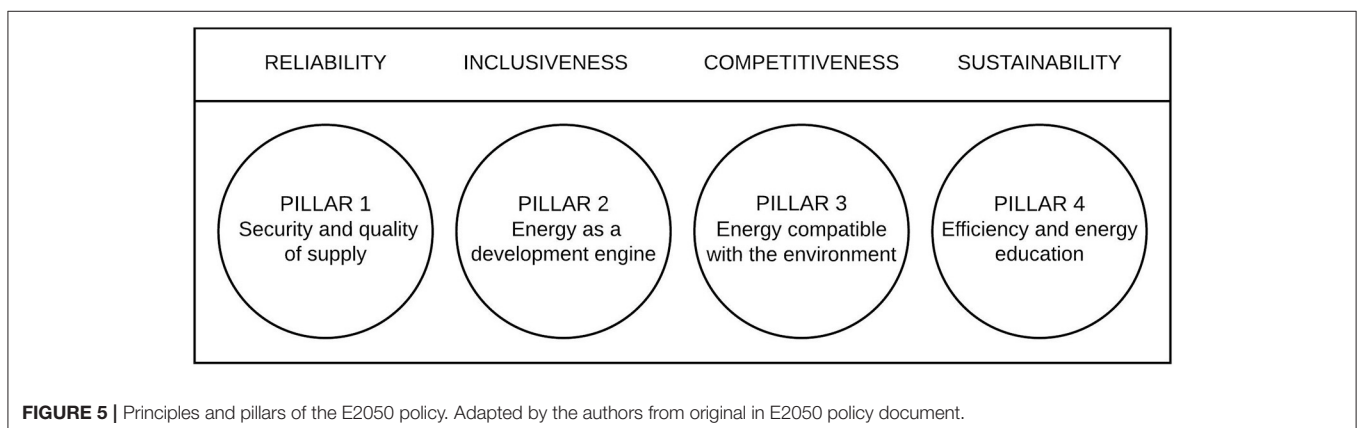 RELIABILITY INCLUSIVENESS COMPETITIVENESS SUSTAINABILITY
PILLAR 1
Security and quality
of supply
PILLAR 2
Energy as a
development engine
PILLAR 3
Energy compatible
with the environment
PILLAR 4
Efficiency and energy
education
FIGURE 5 | Principles and pillars of the E2050 policy. Adapted by the authors from original in E2050 policy document.